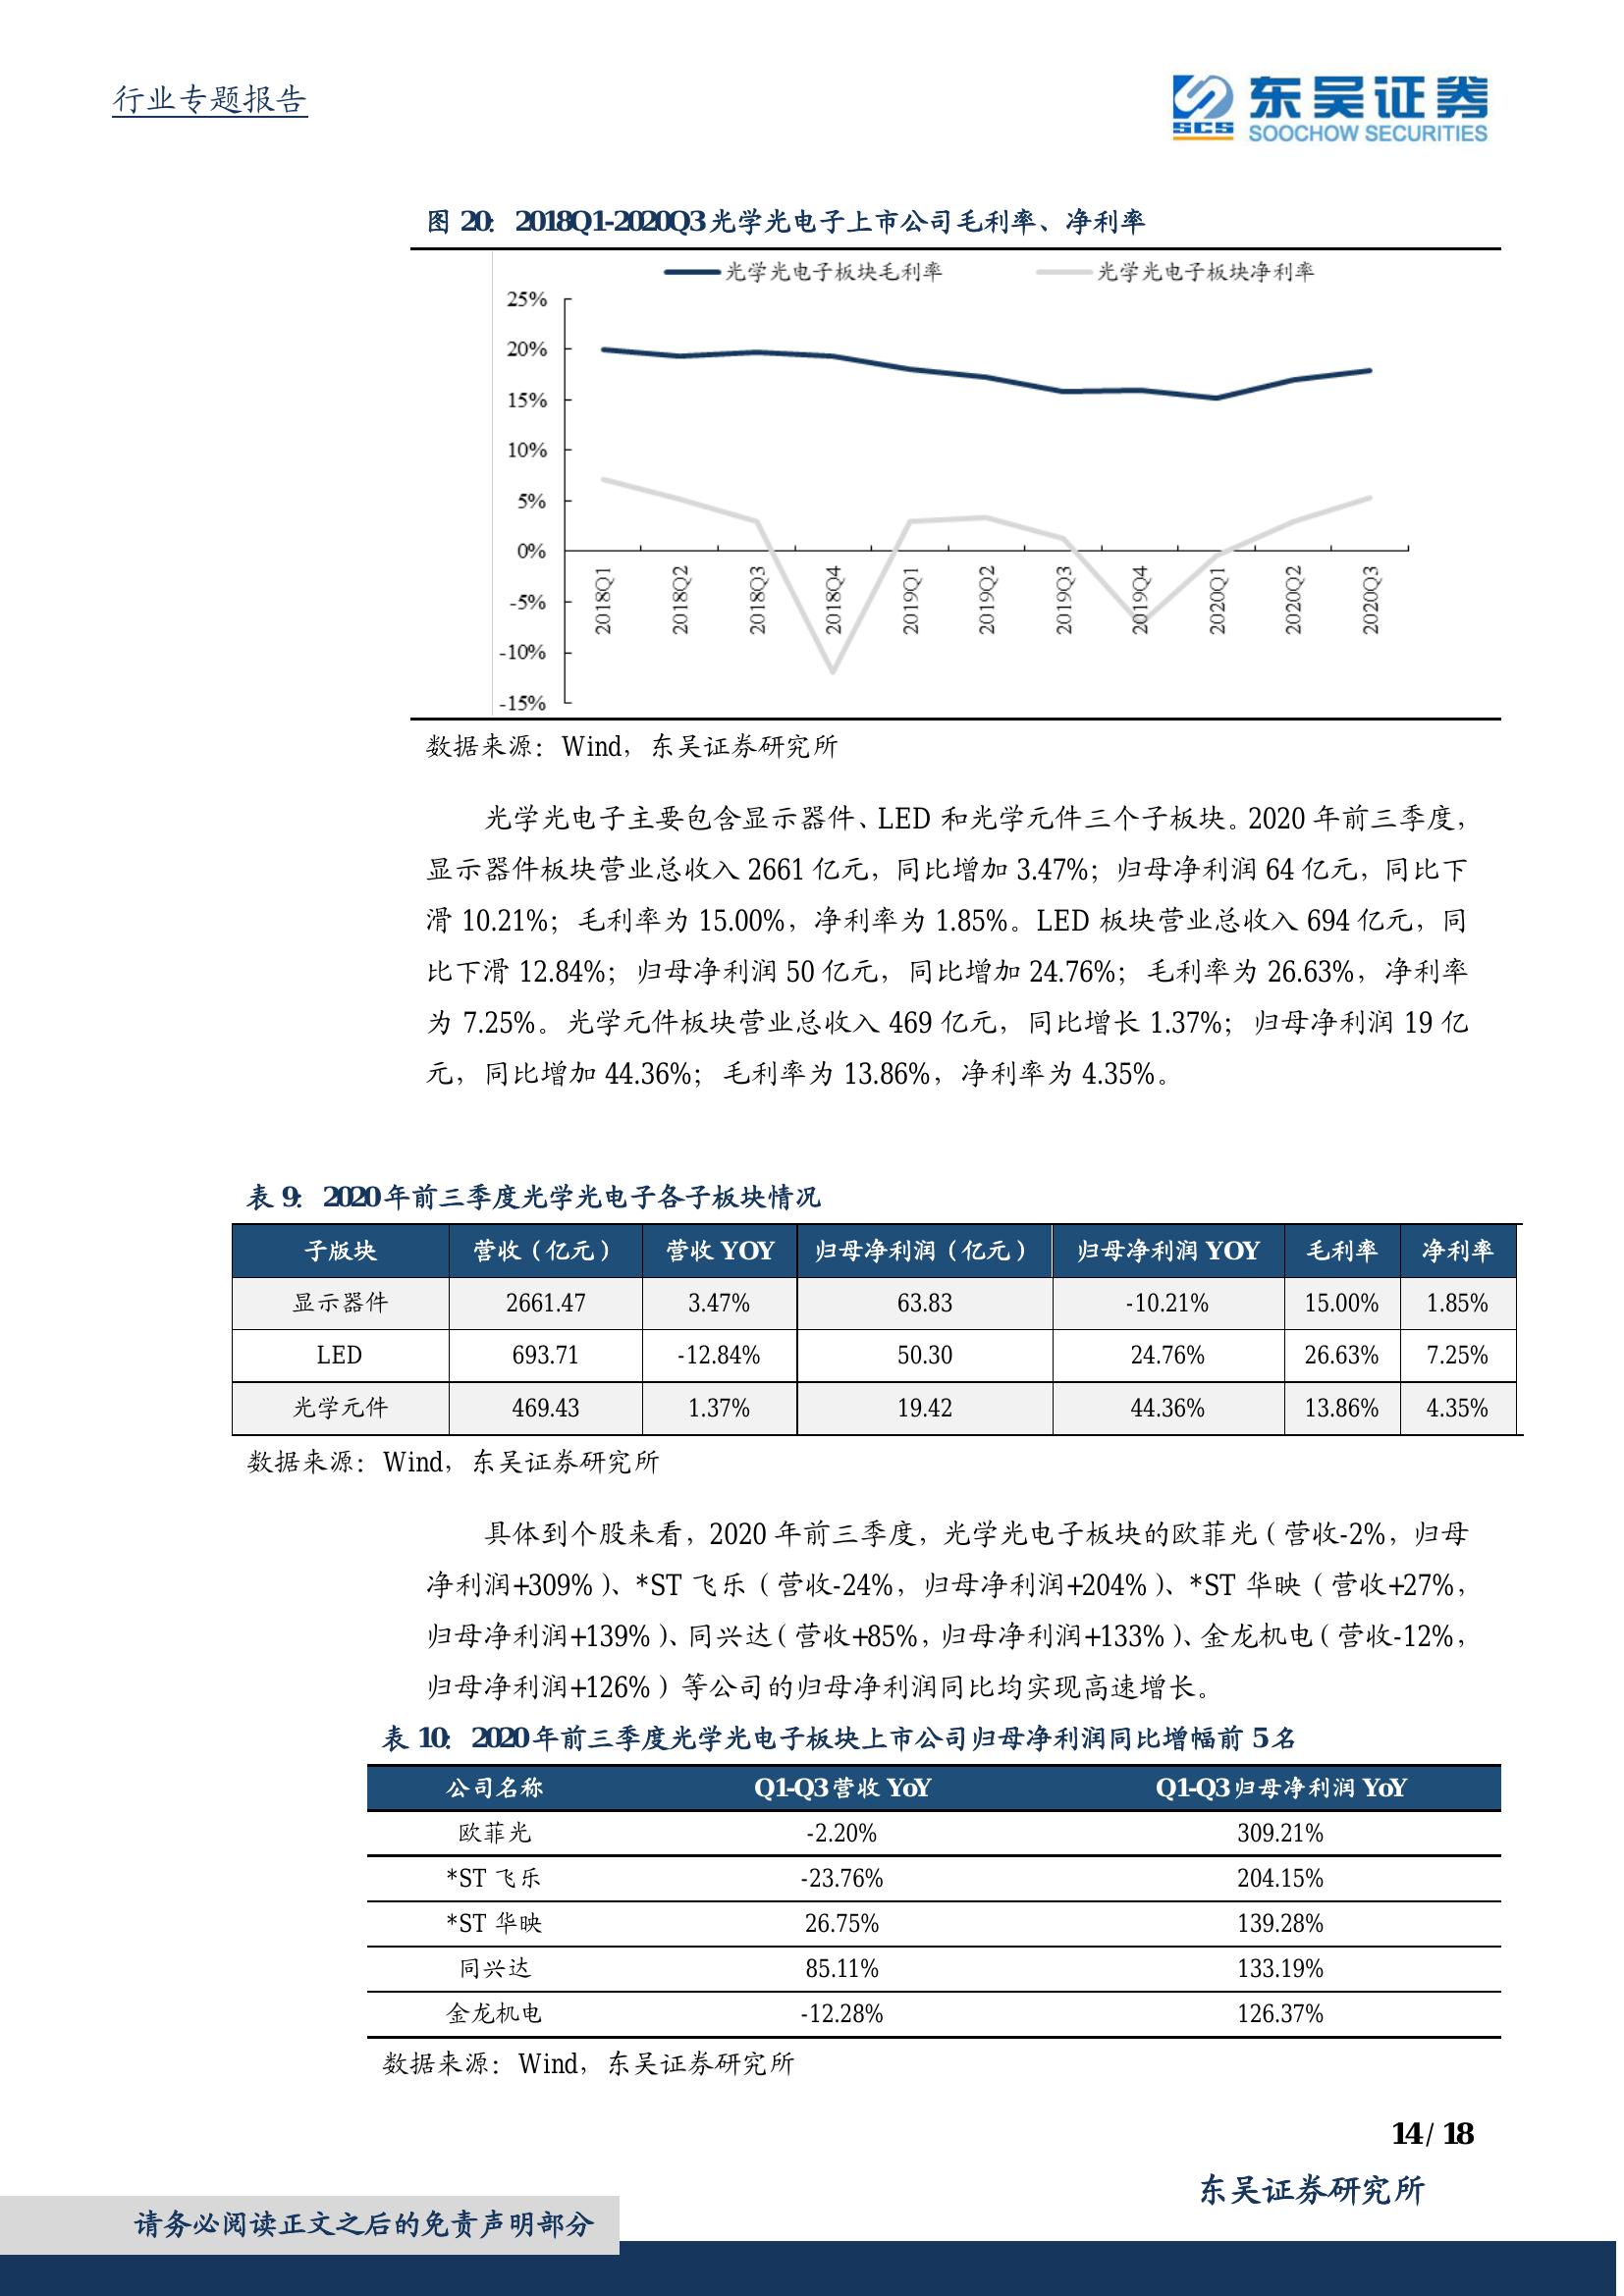 行业专题报告
SCS 东吴证券
SOOCHOW SECURITIES
图 20： 2018Q1-2020Q3 光学光电子上市公司毛利率、净利率
光学光电子板块毛利率 光学光电子板块净利率
25%
20%
15%
10%
5%
0%
-5%
-10%
-15%
2018Q1 2018Q2 2018Q3 2018Q4 2019Q1 2019Q2 2019Q3 2019Q4 2020Q1 2020Q2 2020Q3
数据来源：Wind，东吴证券研究所
光学光电子主要包含显示器件、LED 和光学元件三个子板块。2020 年前三季度，
显示器件板块营业总收入 2661 亿元，同比增加 3.47%；归母净利润 64 亿元，同比下
滑 10.21%；毛利率为 15.00%，净利率为 1.85%。LED 板块营业总收入 694 亿元，同
比下滑 12.84%；归母净利润 50 亿元，同比增加 24.76%；毛利率为 26.63%，净利率
为 7.25%。光学元件板块营业总收入 469 亿元，同比增长 1.37%；归母净利润 19 亿
元，同比增加 44.36%；毛利率为 13.86%，净利率为 4.35%。
表 9： 2020 年前三季度光学光电子各子板块情况
子版块 营收（亿元） 营收 YOY 归母净利润（亿元） 归母净利润 YOY 毛利率 净利率
显示器件 2661.47 3.47% 63.83 -10.21% 15.00% 1.85%
LED 693.71 -12.84% 50.30 24.76% 26.63% 7.25%
光学元件 469.43 1.37% 19.42 44.36% 13.86% 4.35%
数据来源：Wind，东吴证券研究所
具体到个股来看，2020 年前三季度，光学光电子板块的欧菲光（营收-2%，归母
净利润+309%）、*ST 飞乐（营收-24%，归母净利润+204%）、*ST 华映（营收+27%，
归母净利润+139%）、同兴达（营收+85%，归母净利润+133%）、金龙机电（营收-12%，
归母净利润+126%）等公司的归母净利润同比均实现高速增长。
表 10： 2020 年前三季度光学光电子板块上市公司归母净利润同比增幅前 5 名
公司名称 Q1-Q3 营收 YoY Q1-Q3 归母净利润 YoY
欧菲光 -2.20% 309.21%
*ST 飞乐 -23.76% 204.15%
*ST 华映 26.75% 139.28%
同兴达 85.11% 133.19%
金龙机电 -12.28% 126.37%
数据来源：Wind，东吴证券研究所
14 / 18
东吴证券研究所
请务必阅读正文之后的免责声明部分